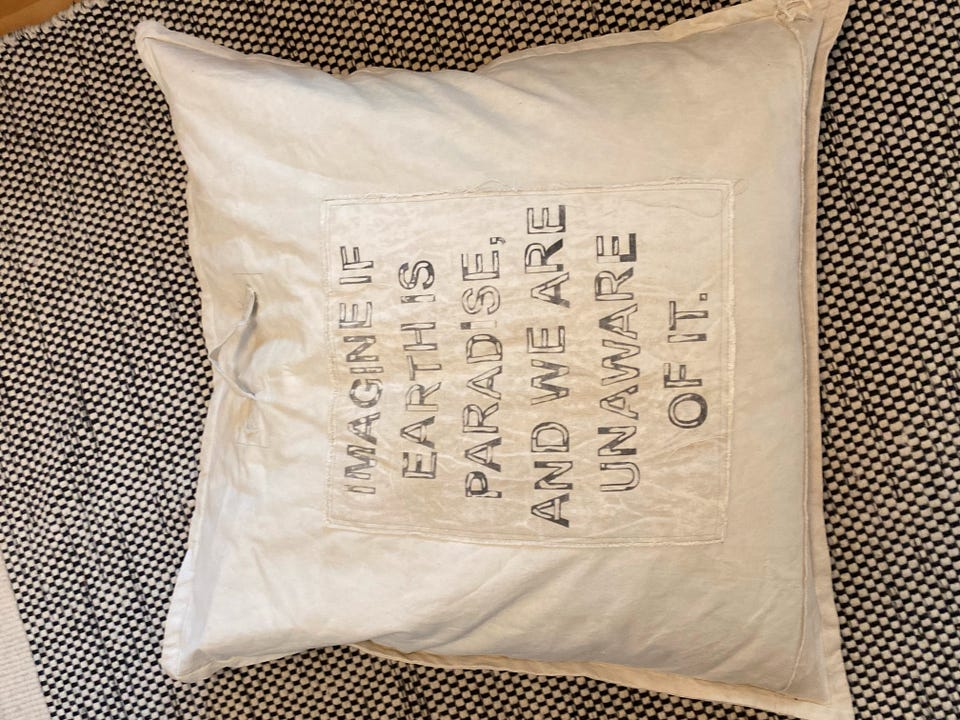 IMAGINE IF
EARTH IS
PARADISE,
AND WE ARE
UNAWARE
OF IT.